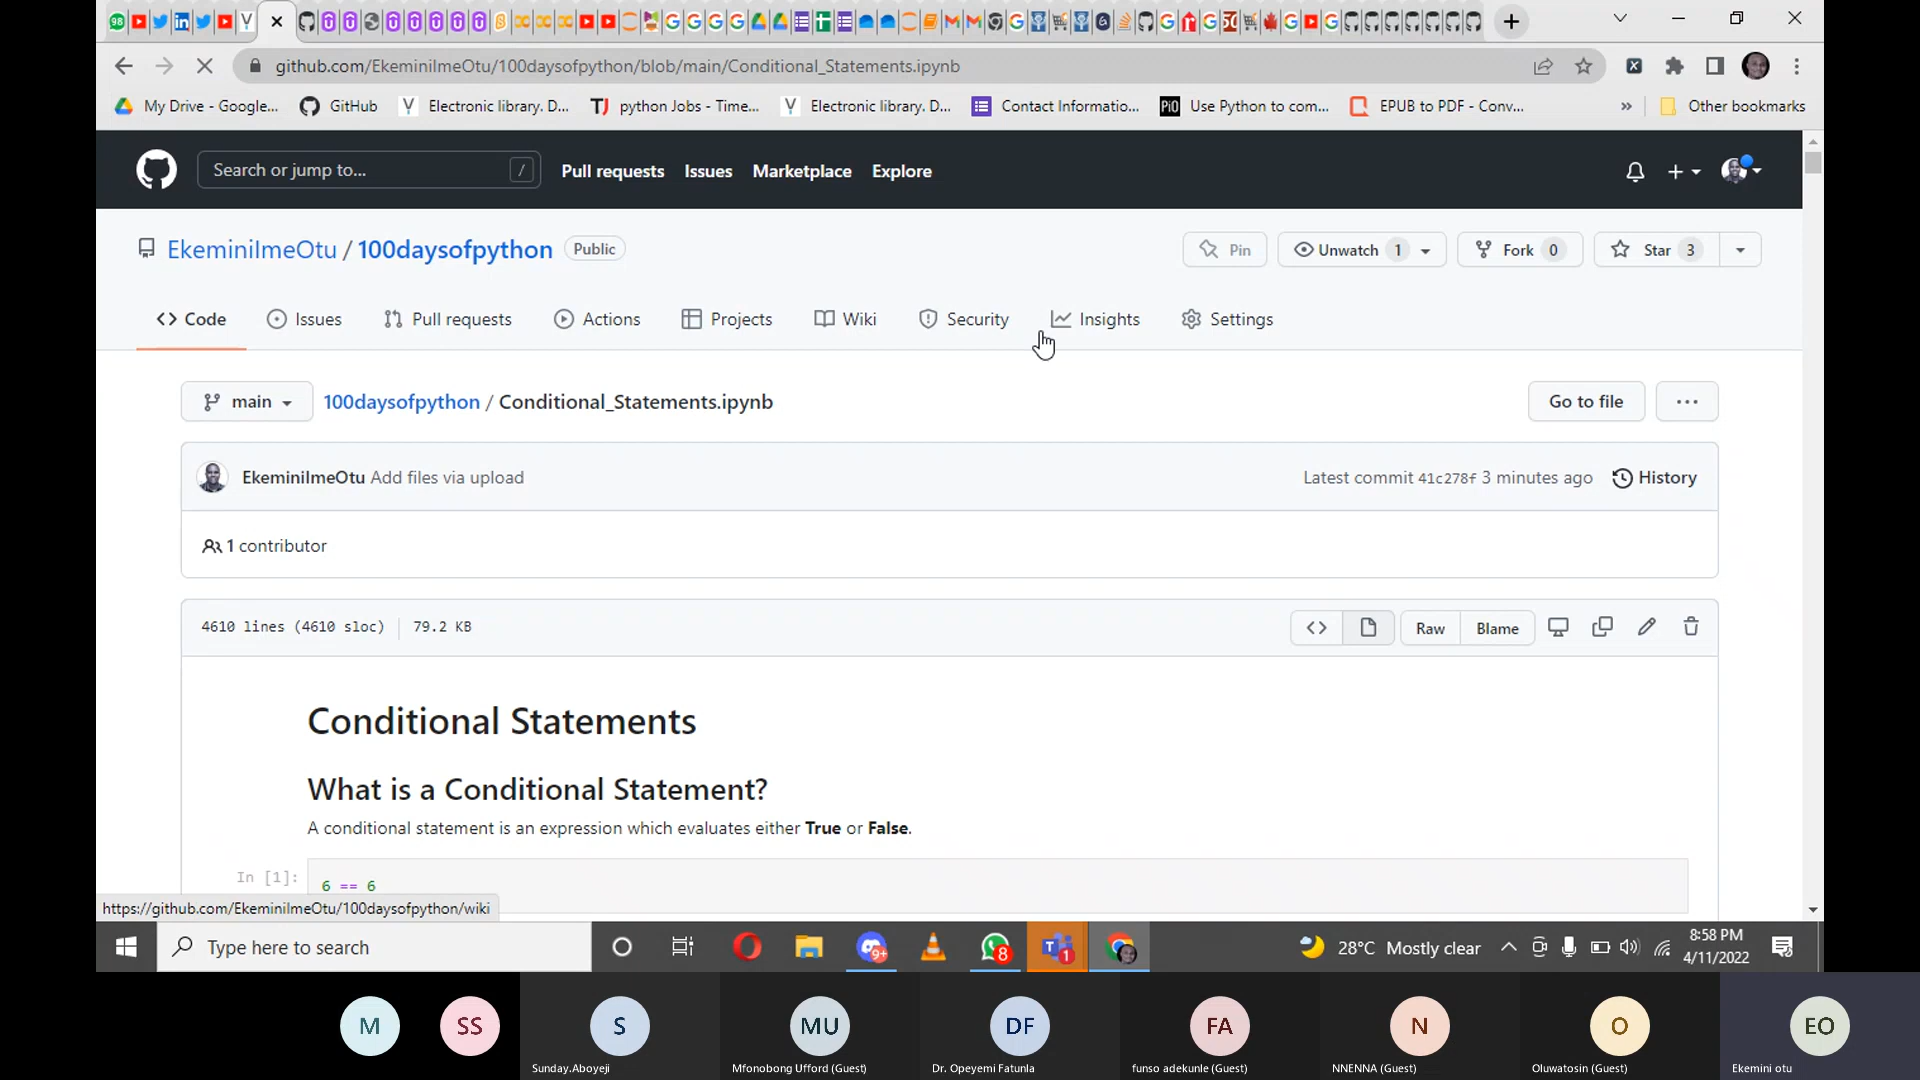 github.com/EkeminiImeOtu/100daysofpython/blob/main/Conditional_Statements.ipynb
My Drive - Google... GitHub Electronic library. D... python Jobs - Time... Electronic library. D... Contact Informatio... Use Python to com... EPUB to PDF - Conv... » Other bookmarks
Search or jump to... / Pull requests Issues Marketplace Explore
EkeminiImeOtu / 100daysofpython Public Pin Unwatch 1 Fork 0 Star 3
Code Issues Pull requests Actions Projects Wiki Security Insights Settings
main 100daysofpython / Conditional_Statements.ipynb Go to file ...
EkeminiImeOtu Add files via upload Latest commit 41c278f 3 minutes ago History
1 contributor
4610 lines (4610 sloc) 79.2 KB <> Raw Blame
Conditional Statements
What is a Conditional Statement?
A conditional statement is an expression which evaluates either True or False.
In [1]:
6 == 6
https://github.com/EkeminiImeOtu/100daysofpython/wiki
Type here to search 9+ 8 1 28°C Mostly clear 8:58 PM
4/11/2022
M SS S MU DF FA N O EO
Sunday.Aboyeji Mfonobong Ufford (Guest) Dr. Opeyemi Fatunla funso adekunle (Guest) NNENNA (Guest) Oluwatosin (Guest) Ekemini otu